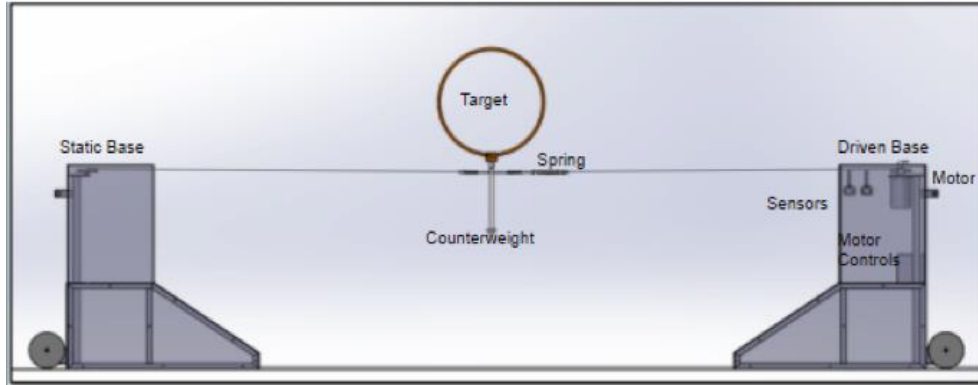 Target
Static Base
Spring
Driven Base
Motor
Sensors
Counterweight
Motor
Controls